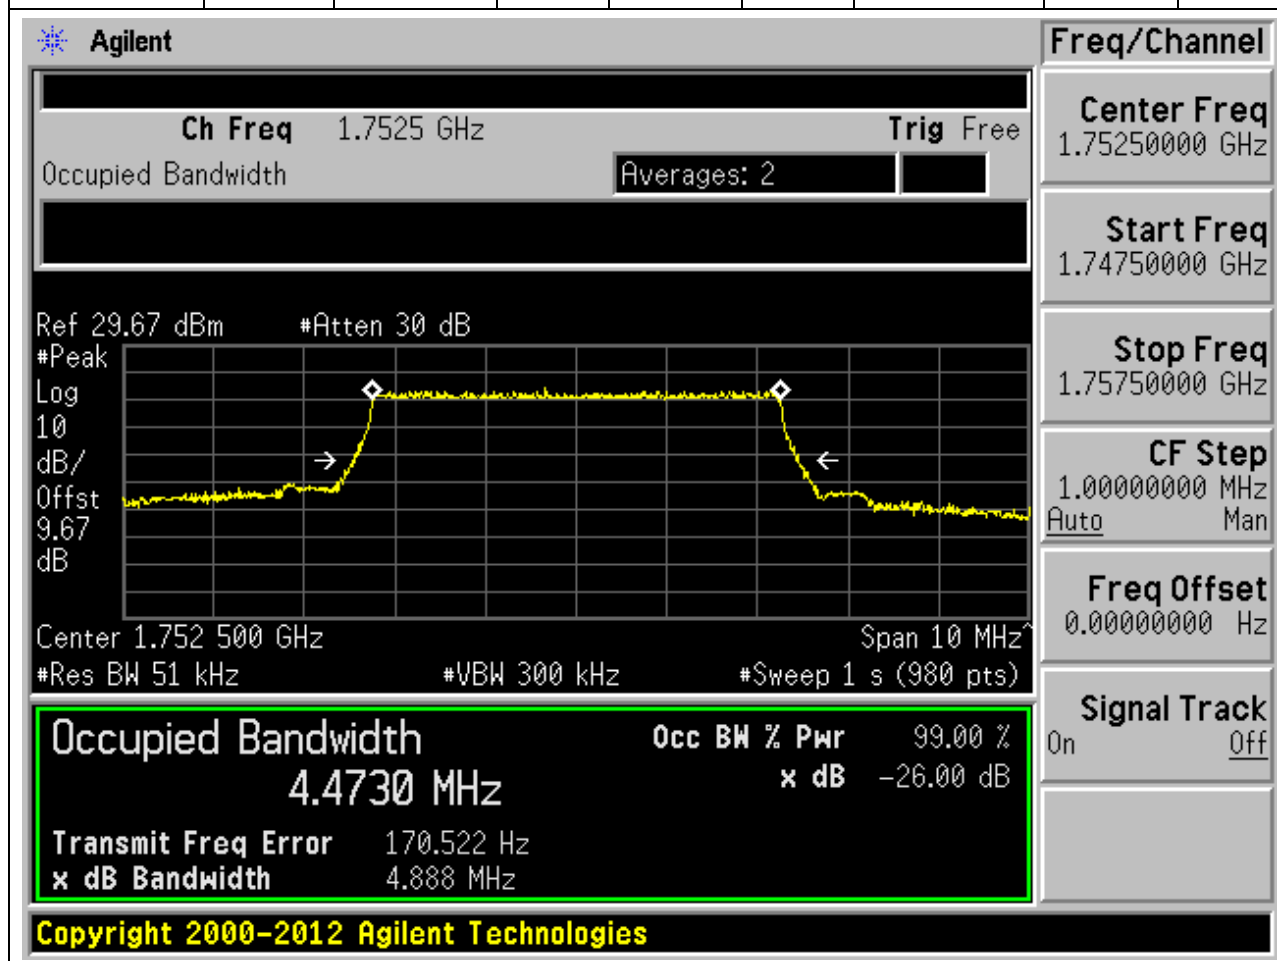 Agilent
Freq/Channel
Ch Freq 1.7525 GHz Trig Free
Occupied Bandwidth Averages: 2
Center Freq
1.75250000 GHz
Start Freq
1.74750000 GHz
Stop Freq
1.75750000 GHz
CF Step
1.00000000 MHz
Auto Man
Freq Offset
0.00000000 Hz
Signal Track
On Off
Ref 29.67 dBm #Atten 30 dB
#Peak
Log
10
dB/
Offst
9.67
dB
Center 1.752 500 GHz Span 10 MHz^
#Res BW 51 kHz #VBW 300 kHz #Sweep 1 s (980 pts)
Occupied Bandwidth Occ BW % Pwr 99.00 %
4.4730 MHz x dB -26.00 dB
Transmit Freq Error 170.522 Hz
x dB Bandwidth 4.888 MHz
Copyright 2000-2012 Agilent Technologies